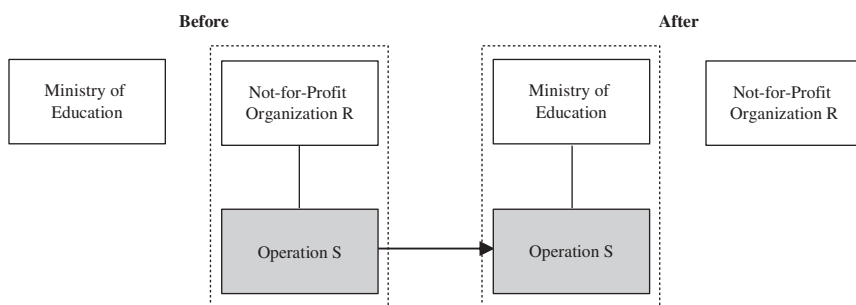 Before
After
Ministry of
Education
Not-for-Profit
Organization R
Ministry of
Education
Not-for-Profit
Organization R
Operation S
Operation S